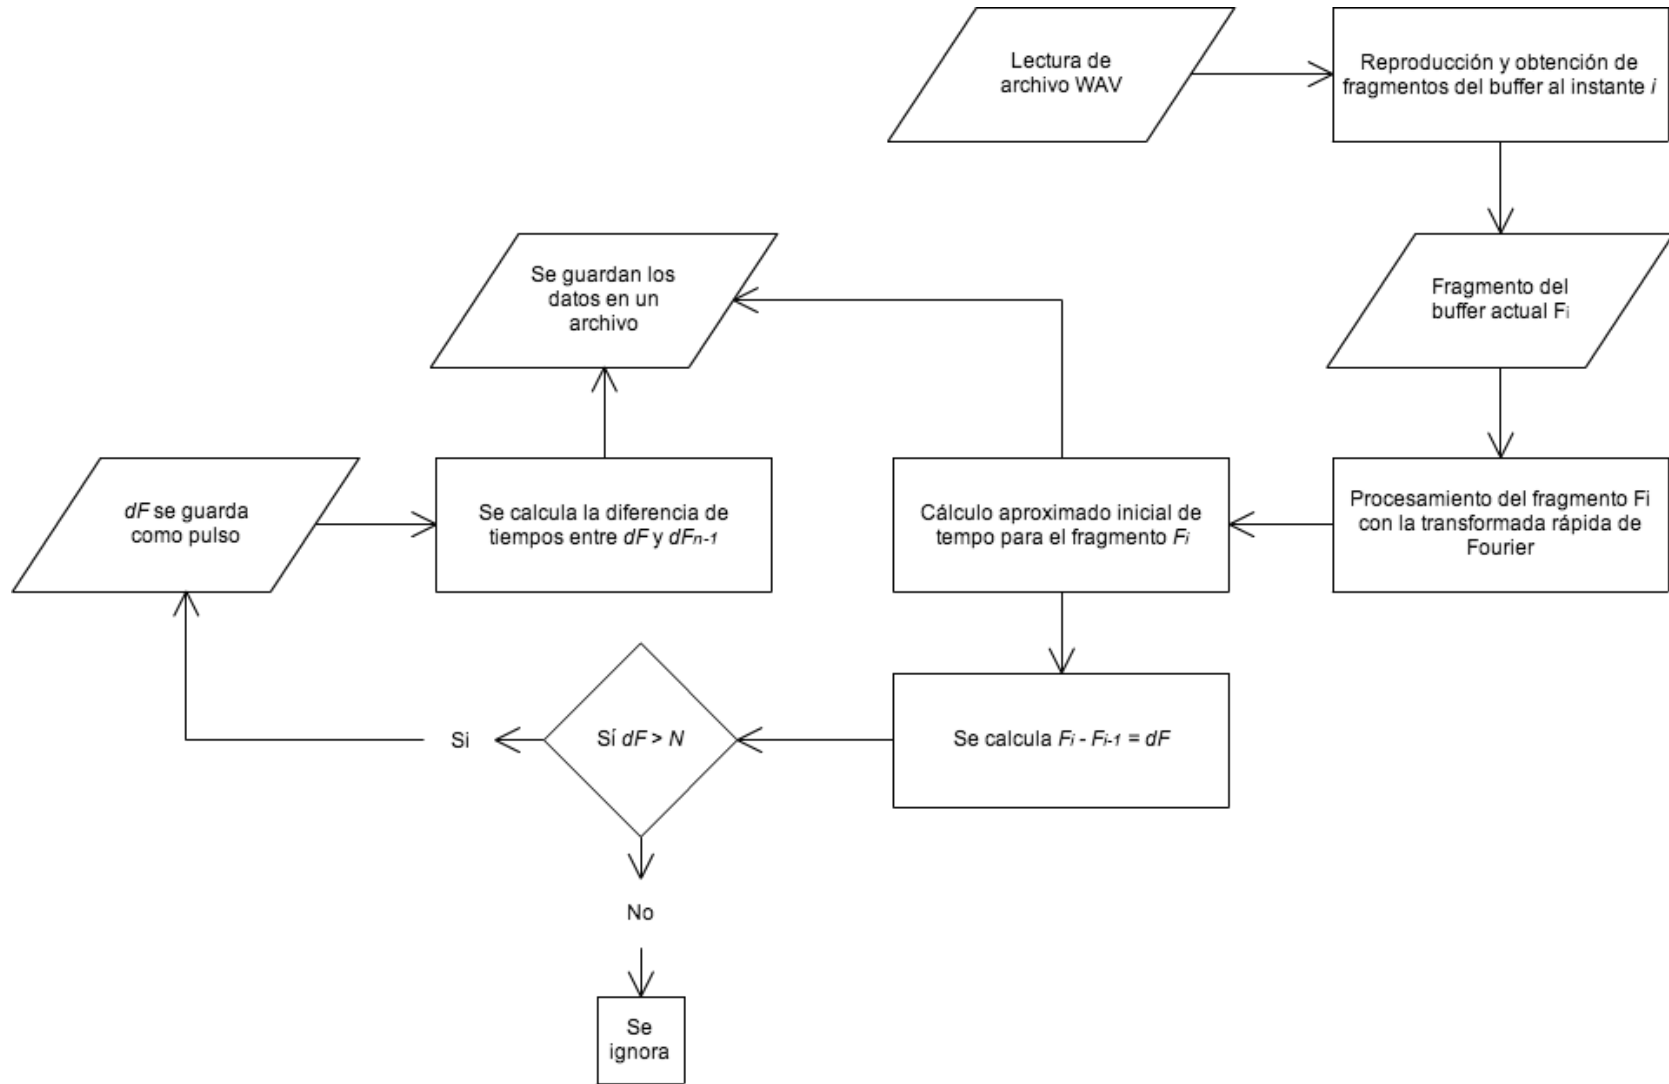 Lectura de
archivo WAV
Reproducción y obtención de
fragmentos del buffer al instante i
Se guardan los
datos en un
archivo
Fragmento del
buffer actual Fi
dF se guarda
como pulso
Se calcula la diferencia de
tiempos entre dF y dFn-1
Cálculo aproximado inicial de
tempo para el fragmento Fi
Procesamiento del fragmento Fi
con la transformada rápida de
Fourier
Si
Sí dF > N
Se calcula Fi - Fi-1 = dF
No
Se
ignora